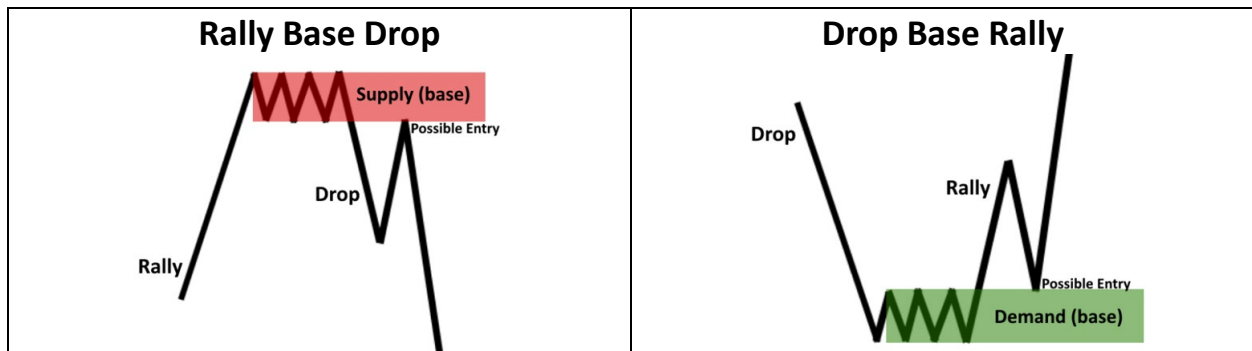 Rally Base Drop
Supply (base)
Possible Entry
Drop
Rally
Drop Base Rally
Drop
Rally
Possible Entry
Demand (base)